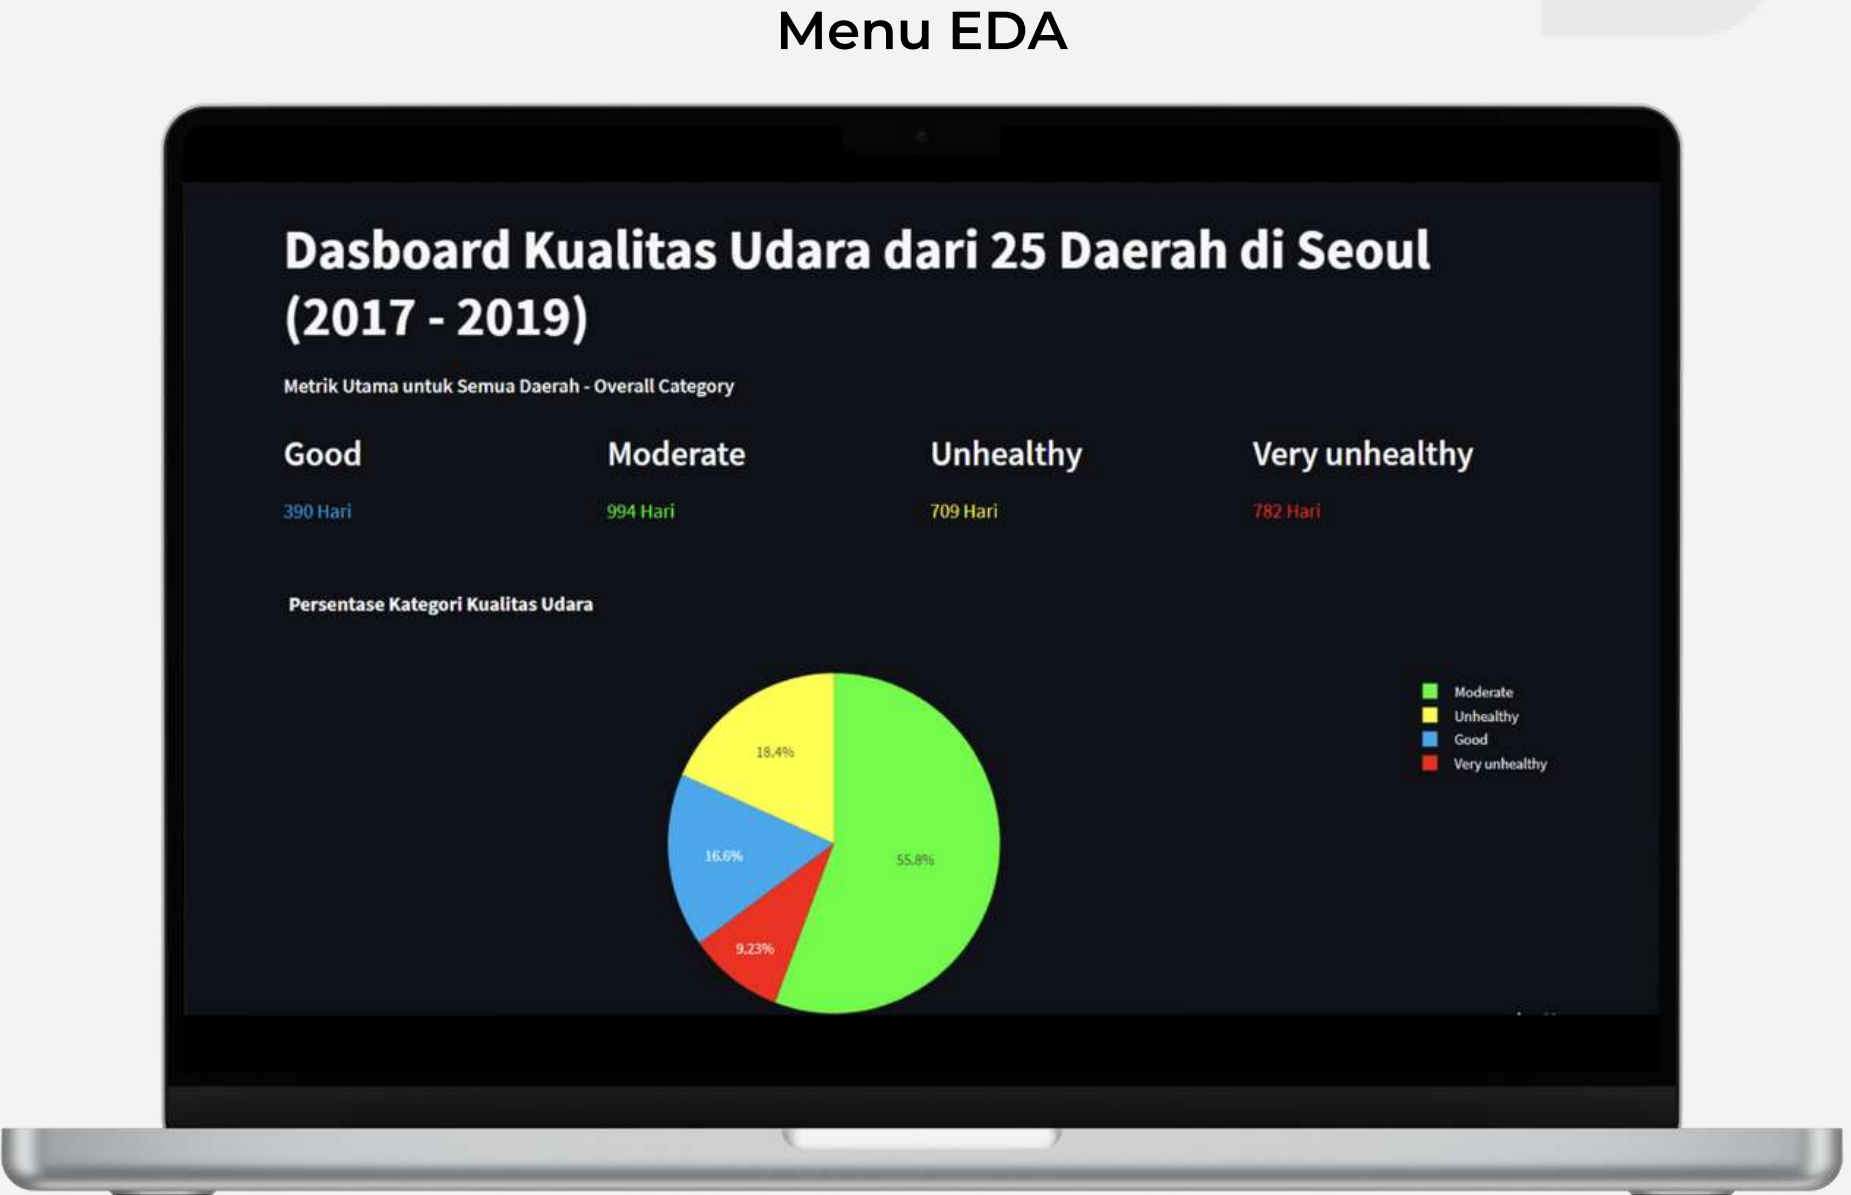 Menu EDA
Dasboard Kualitas Udara dari 25 Daerah di Seoul
(2017 - 2019)
Metrik Utama untuk Semua Daerah - Overall Category
Good
Moderate
Unhealthy
Very unhealthy
390 Hari
994 Hari
709 Hari
782 Hari
Persentase Kategori Kualitas Udara
Moderate
Unhealthy
Good
Very unhealthy
18.4%
16.6%
55.8%
9.23%